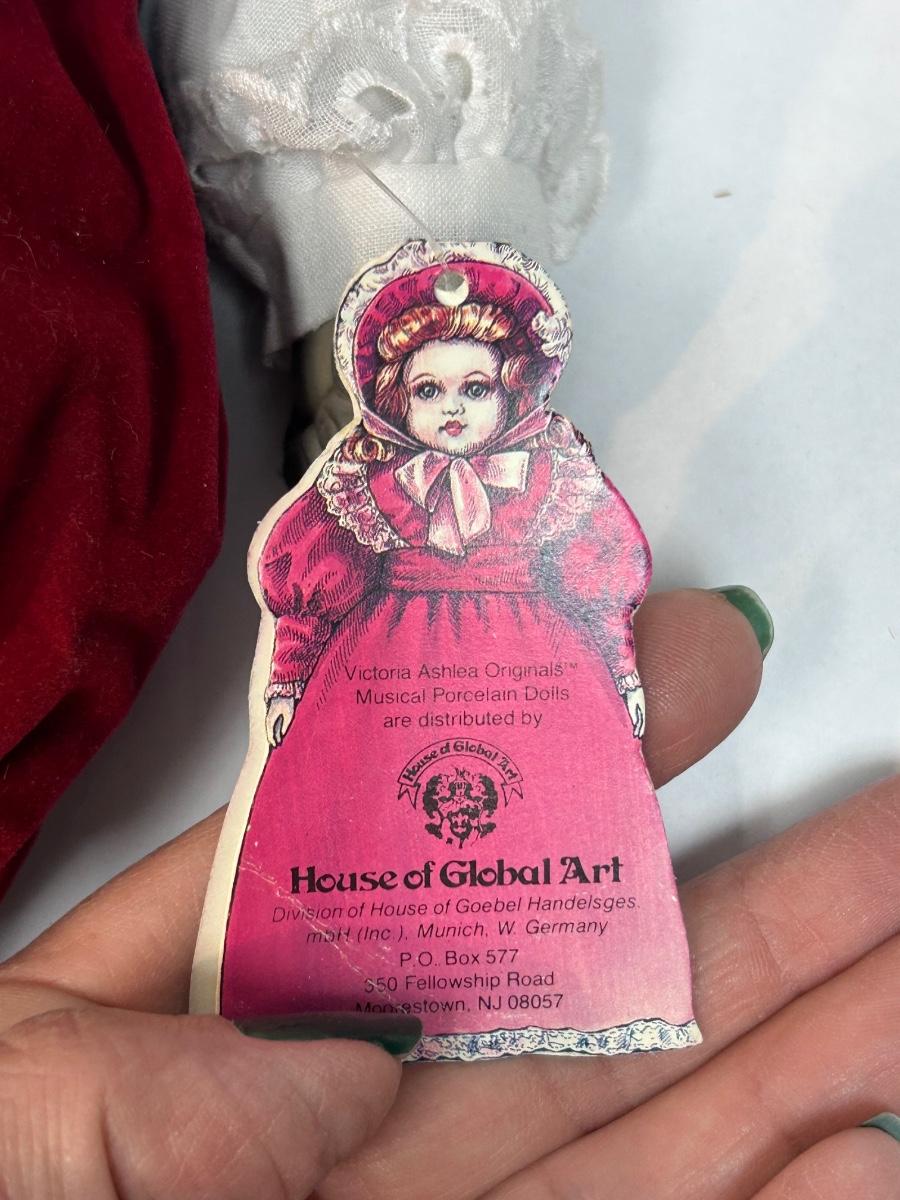 Victoria Ashlea Originals™
Musical Porcelain Dolls
are distributed by
House of Global Art
House of Global Art
Division of House of Goebel Handelsges.
mbH (Inc.), Munich, W. Germany
P.O. Box 577
350 Fellowship Road
Moorestown, NJ 08057